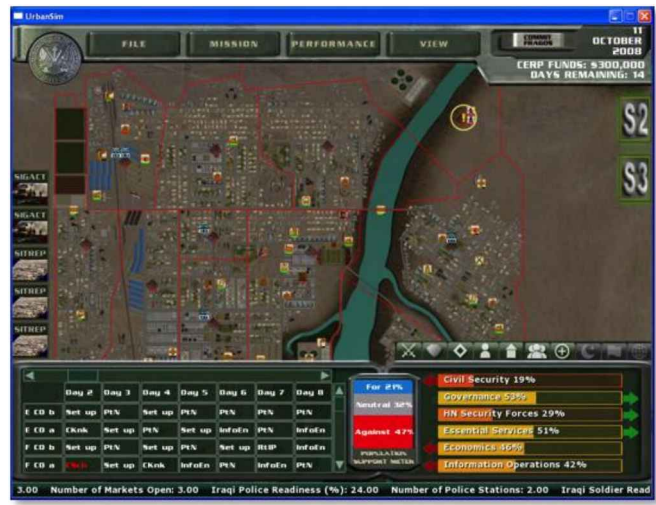 UrbanSim
FILE MISSION PERFORMANCE VIEW
COMMIT FRAGOS
11 OCTOBER 2008
CERP FUNDS: $300,000
DAYS REMAINING: 14
S2
S3
SIGACT
SIGACT
SITREP
SITREP
SITREP
Day 2 Day 3 Day 4 Day 5 Day 6 Day 7 Day 8
E CO b Set up PtN Set up PtN PtN PtN InfoEn
E CO a CKnk PtN PtN Set up InfoEn PtN InfoEn
F CO b Set up PtN Set up PtN Set up RtlP InfoEn
F CO a Set up CKnk InfoEn PtN InfoEn PtN
For 21%
Neutral 32%
Against 47%
POPULATION SUPPORT METER
Civil Security 19%
Governance 53%
HN Security Forces 29%
Essential Services 51%
Economics 46%
Information Operations 42%
3.00 Number of Markets Open: 3.00 Iraqi Police Readiness (%): 24.00 Number of Police Stations: 2.00 Iraqi Soldier Read